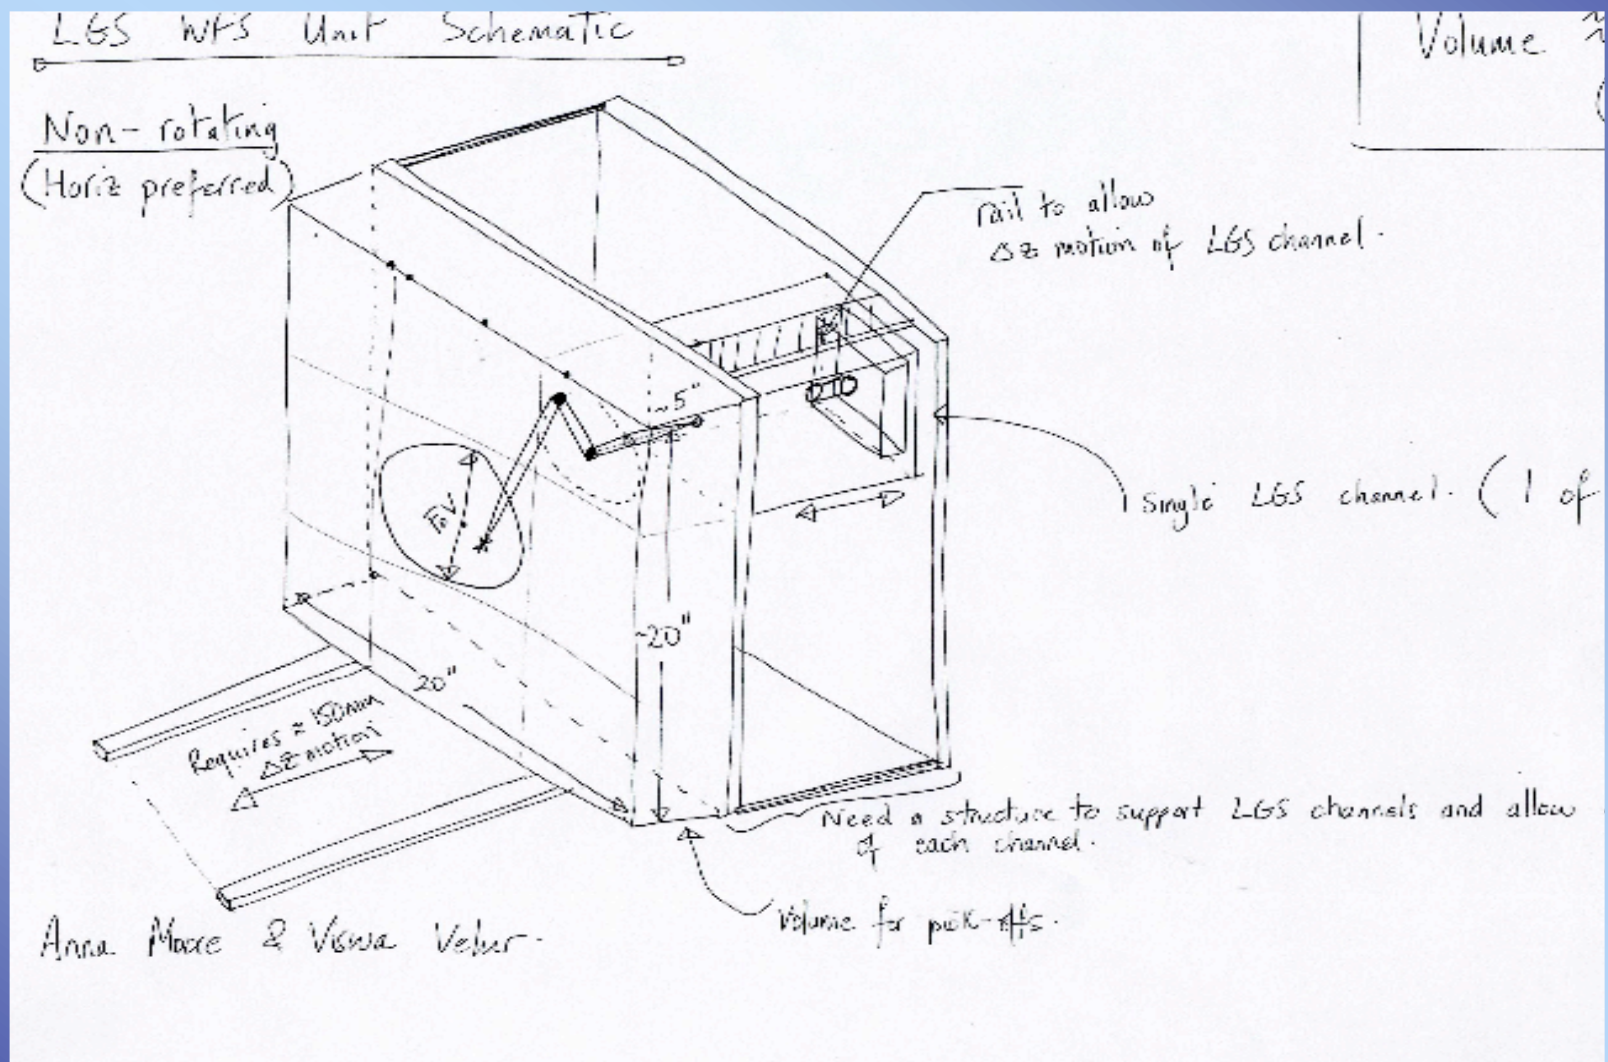 LGS WFS Unit Schematic
Volume
Non-rotating
(Horiz preferred)
rail to allow
Δz motion of LGS channel.
~5"
FoV
Single LGS channel. (1 of
~20"
20"
Requires ≈ 150mm
Δz motion
Need a structure to support LGS channels and allow
of each channel.
Volume for pick-offs.
Anna Moore & Viswa Velur.